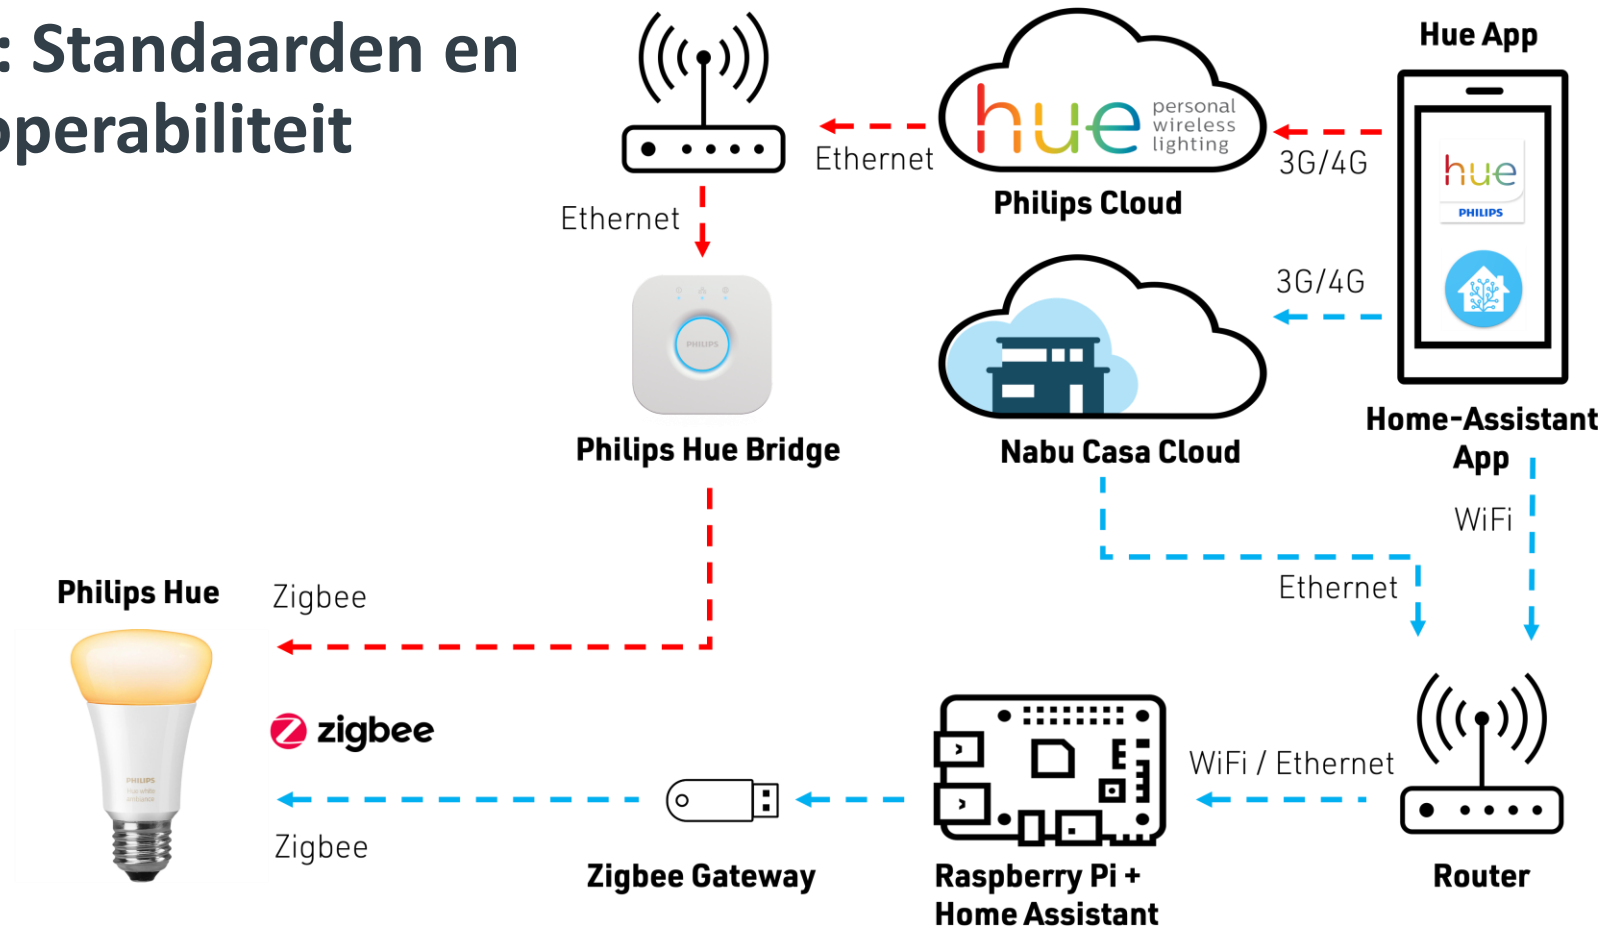 : Standaarden en
operabiliteit
Hue App
hue personal
wireless
lighting
Ethernet
3G/4G
Philips Cloud
hue
PHILIPS
Ethernet
3G/4G
PHILIPS
Philips Hue Bridge
Nabu Casa Cloud
Home-Assistant
App
WiFi
Ethernet
Philips Hue
Zigbee
zigbee
PHILIPS
Zigbee
WiFi / Ethernet
Zigbee Gateway
Raspberry Pi +
Home Assistant
Router